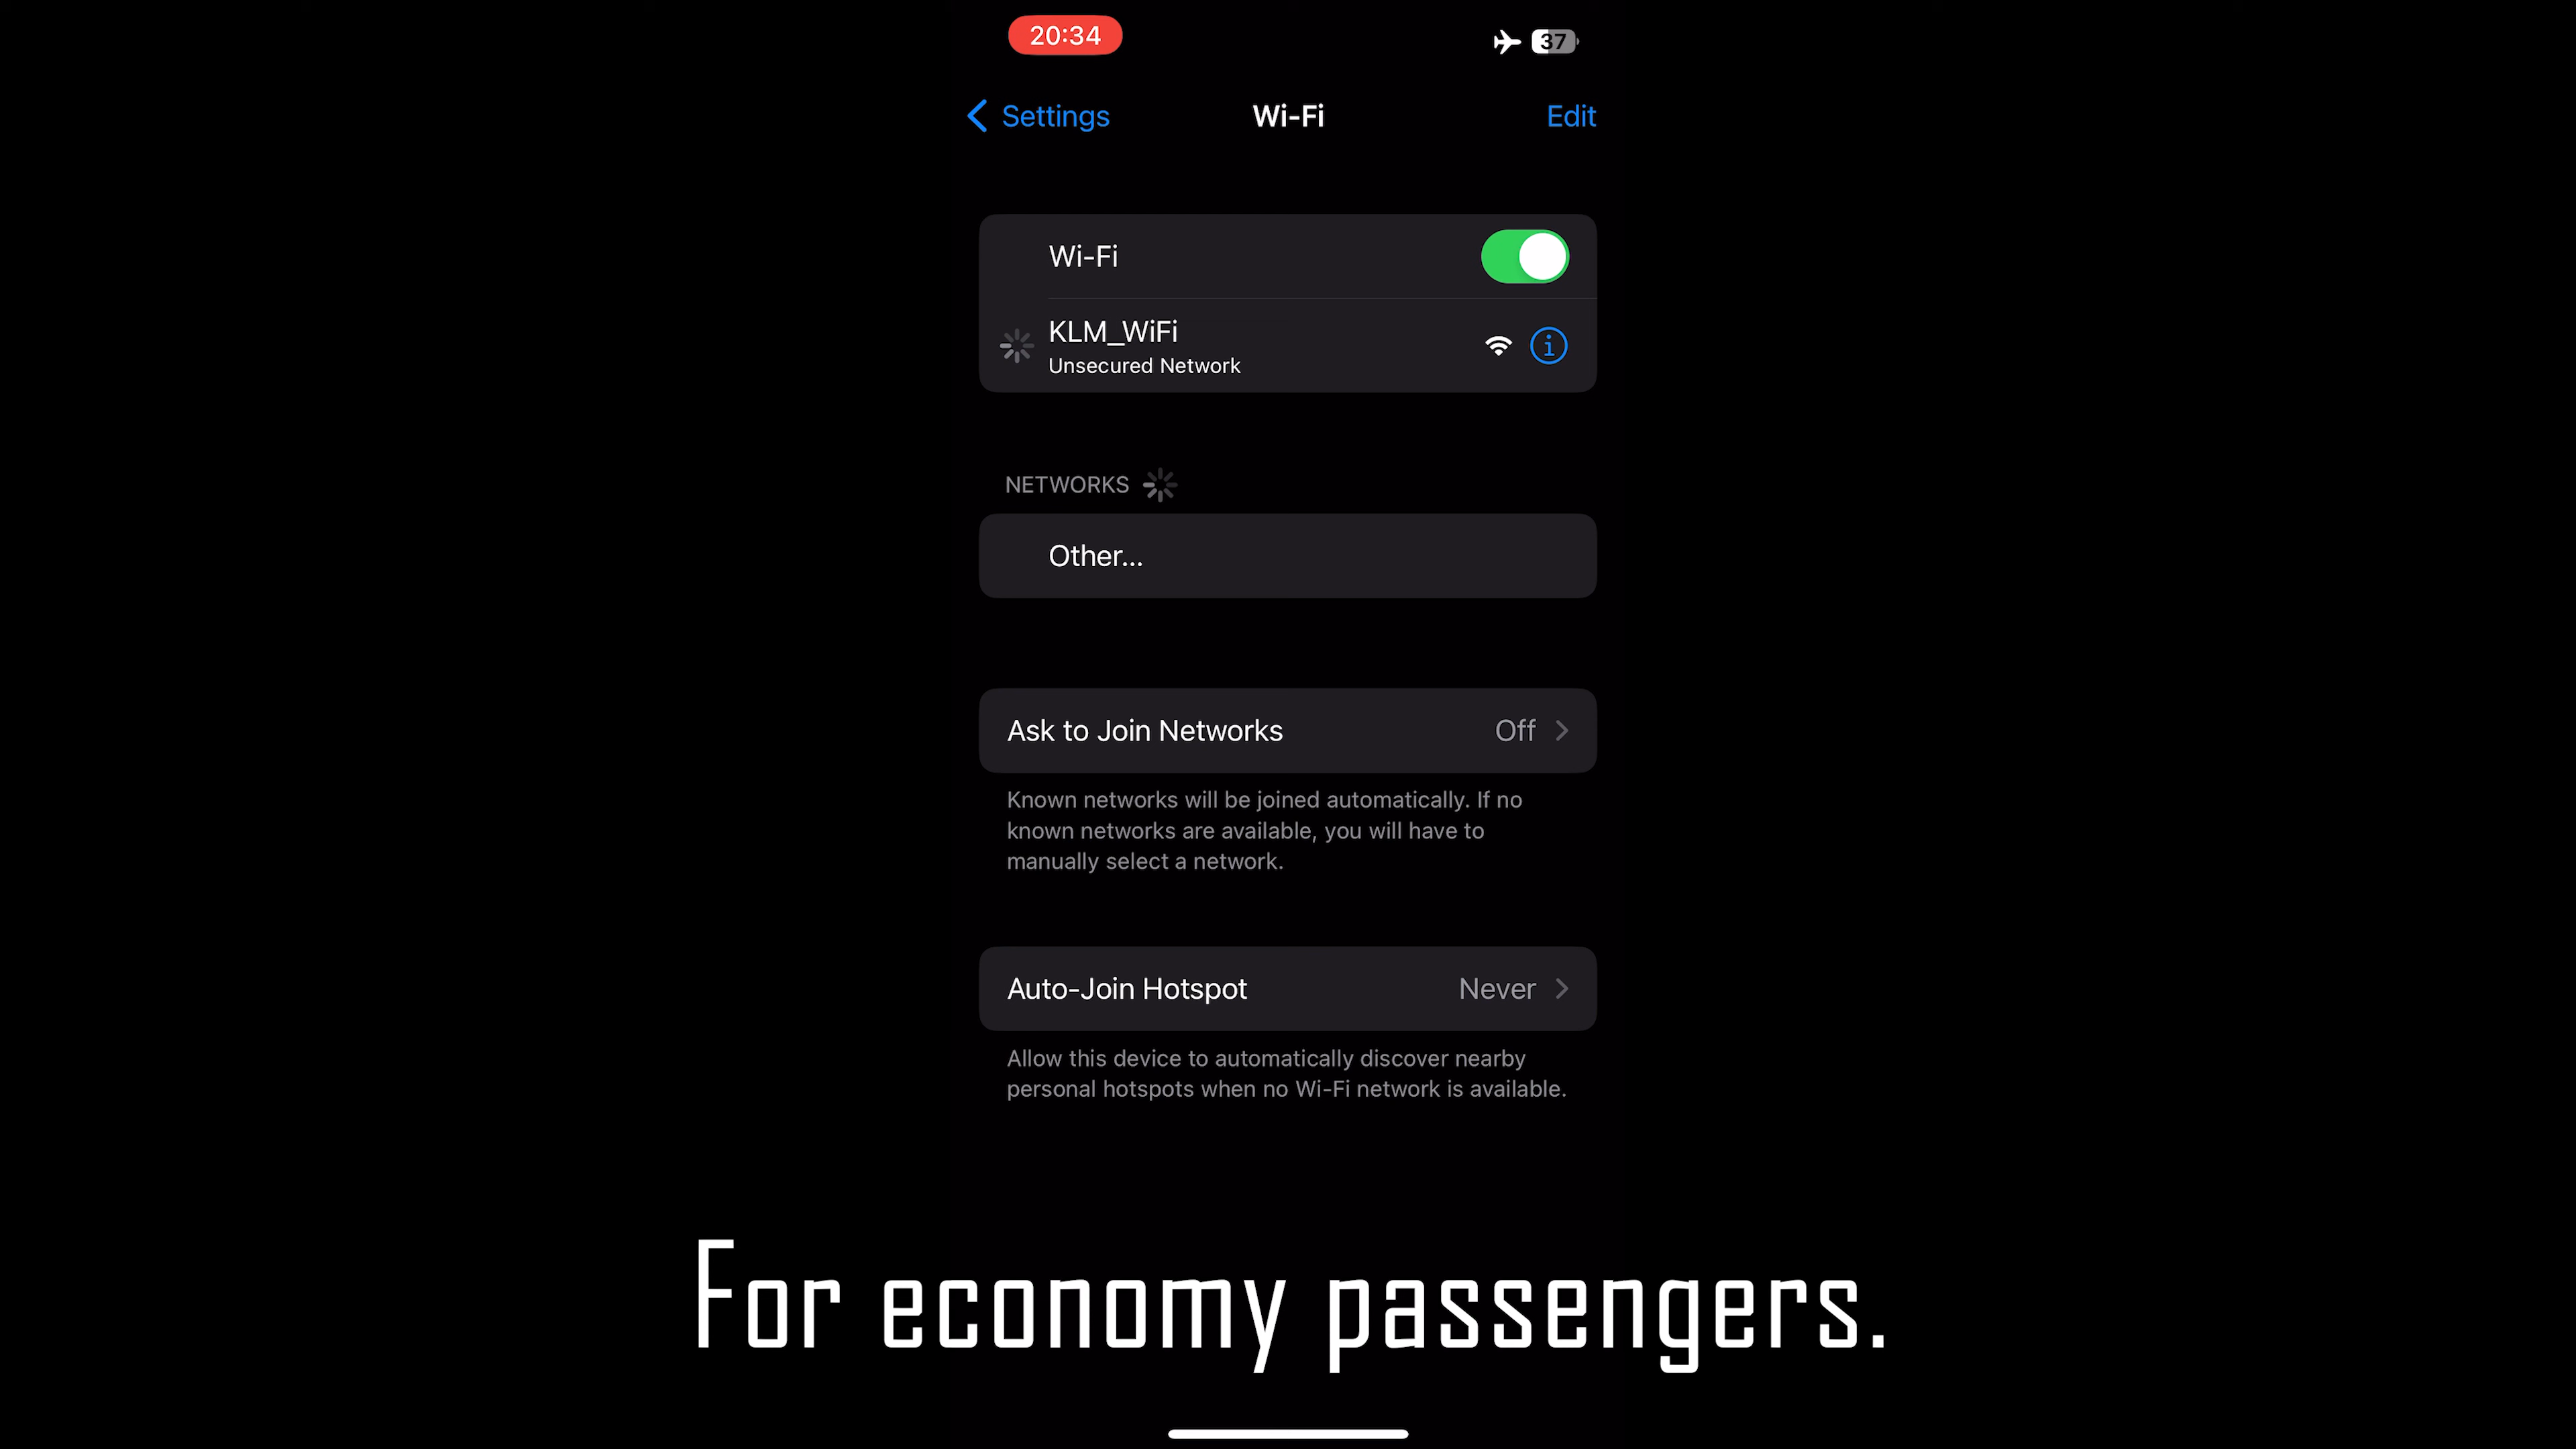 20:34
37
Settings
Wi-Fi
Edit
Wi-Fi
KLM_WiFi
Unsecured Network
NETWORKS
Other...
Ask to Join Networks
Off
Known networks will be joined automatically. If no
known networks are available, you will have to
manually select a network.
Auto-Join Hotspot
Never
Allow this device to automatically discover nearby
personal hotspots when no Wi-Fi network is available.
For economy passengers.